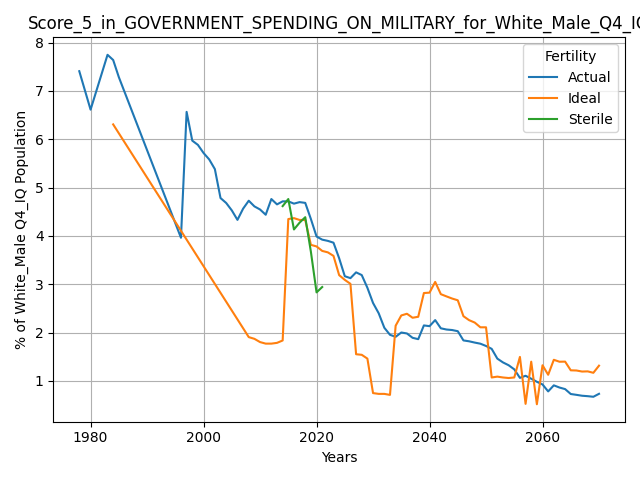 Score_5_in_GOVERNMENT_SPENDING_ON_MILITARY_for_White_Male_Q4_IQ
8
7
6
5
4
3
2
1
% of White_Male Q4_IQ Population
Fertility
Actual
Ideal
Sterile
1980
2000
2020
2040
2060
Years